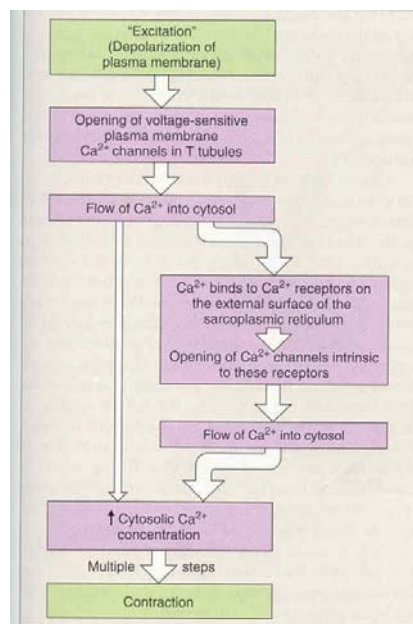 "Excitation"
(Depolarization of
plasma membrane)
Opening of voltage-sensitive
plasma membrane
Ca²⁺ channels in T tubules
Flow of Ca²⁺ into cytosol
Ca²⁺ binds to Ca²⁺ receptors on
the external surface of the
sarcoplasmic reticulum
Opening of Ca²⁺ channels intrinsic
to these receptors
Flow of Ca²⁺ into cytosol
↑ Cytosolic Ca²⁺
concentration
Multiple steps
Contraction